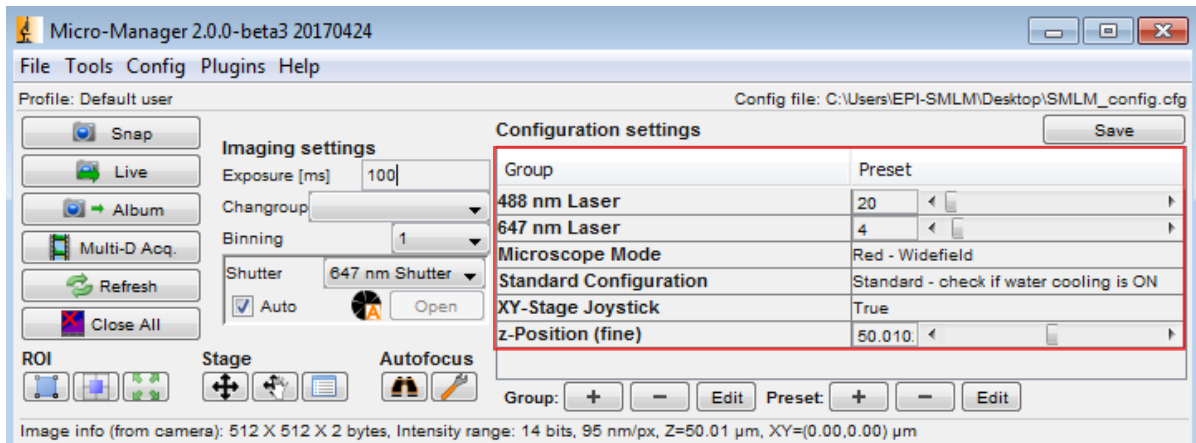 Micro-Manager 2.0.0-beta3 20170424
File Tools Config Plugins Help
Profile: Default user
Config file: C:\Users\EPI-SMLM\Desktop\SMLM_config.cfg
Snap
Live
Album
Multi-D Acq.
Refresh
Close All
Imaging settings
Exposure [ms] 100
Changroup
Binning 1
Shutter 647 nm Shutter
Auto A Open
Configuration settings Save
Group Preset
488 nm Laser 20
647 nm Laser 4
Microscope Mode Red - Widefield
Standard Configuration Standard - check if water cooling is ON
XY-Stage Joystick True
z-Position (fine) 50.010
ROI Stage Autofocus
Group: + − Edit Preset: + − Edit
Image info (from camera): 512 X 512 X 2 bytes, Intensity range: 14 bits, 95 nm/px, Z=50.01 µm, XY=(0.00,0.00) µm